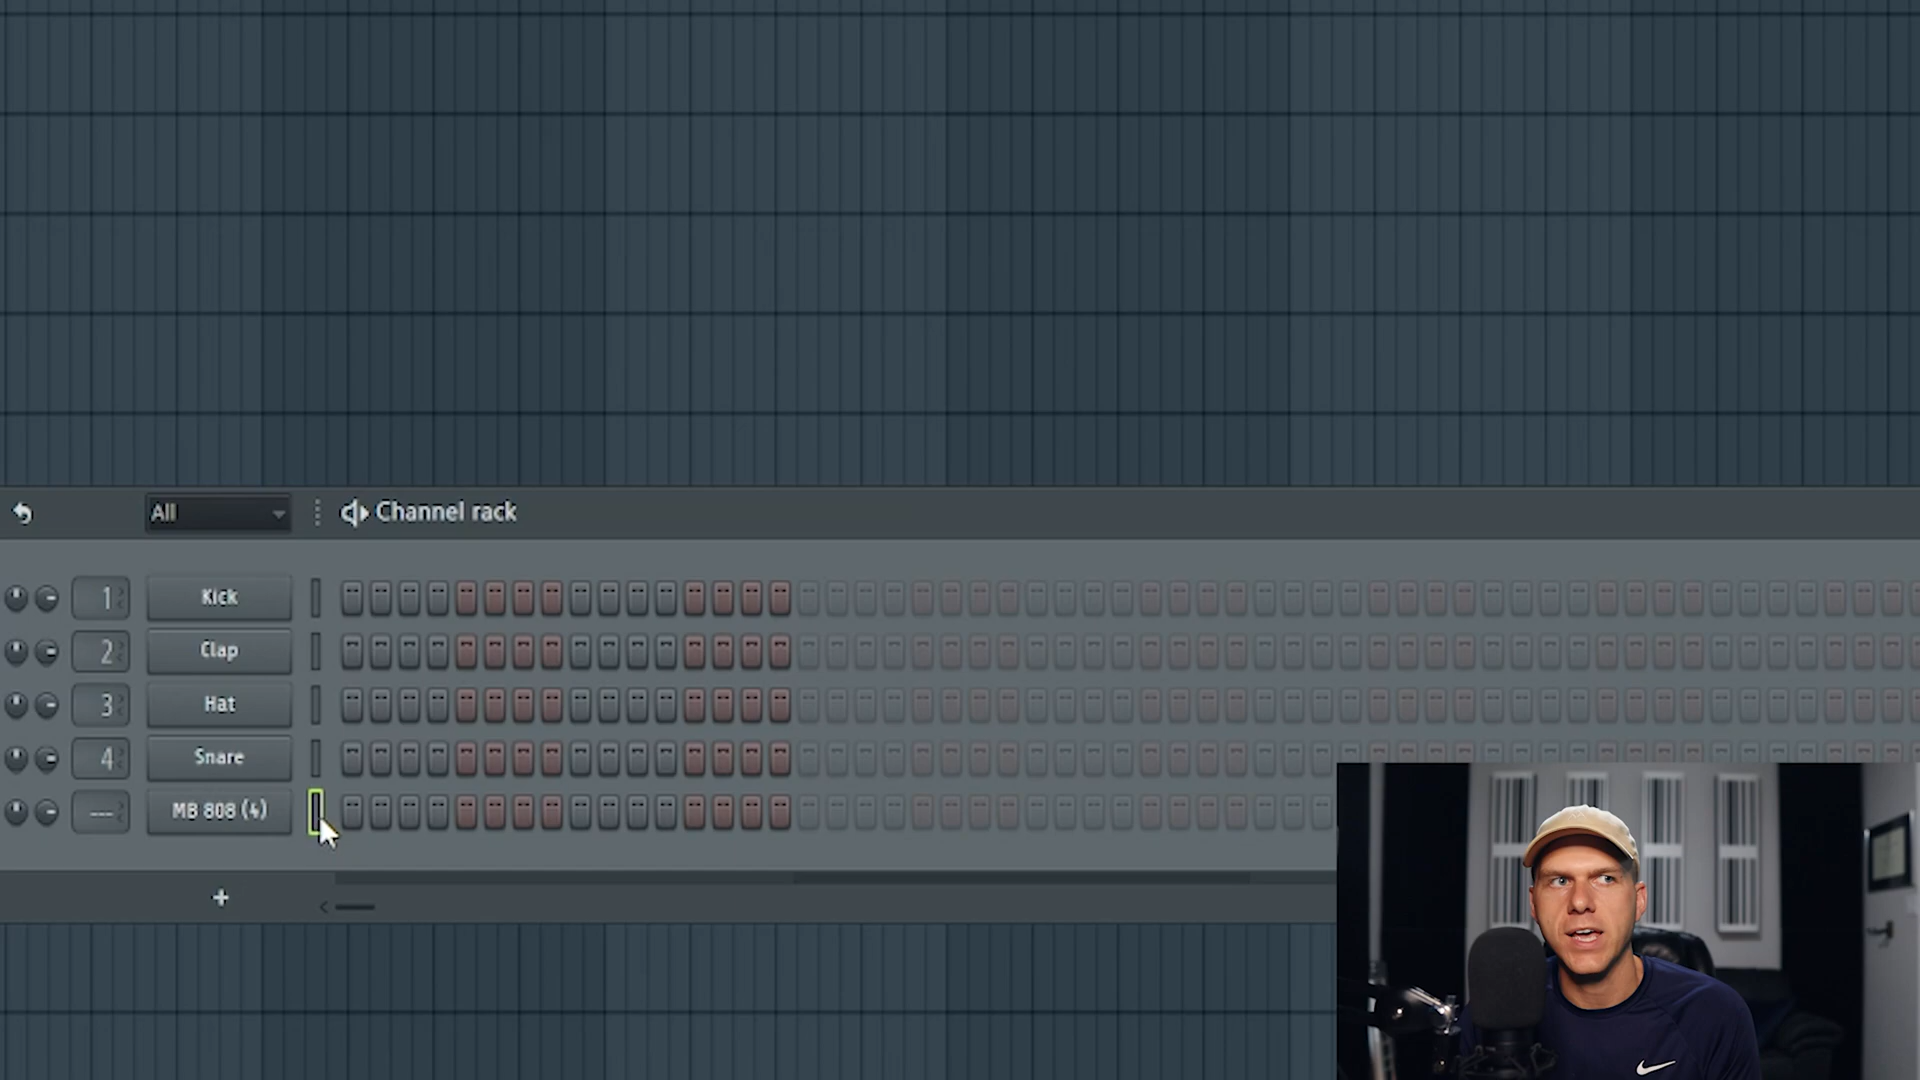 All
Channel rack
1 Kick
2 Clap
3 Hat
4 Snare
--- MB 808 (4)
+